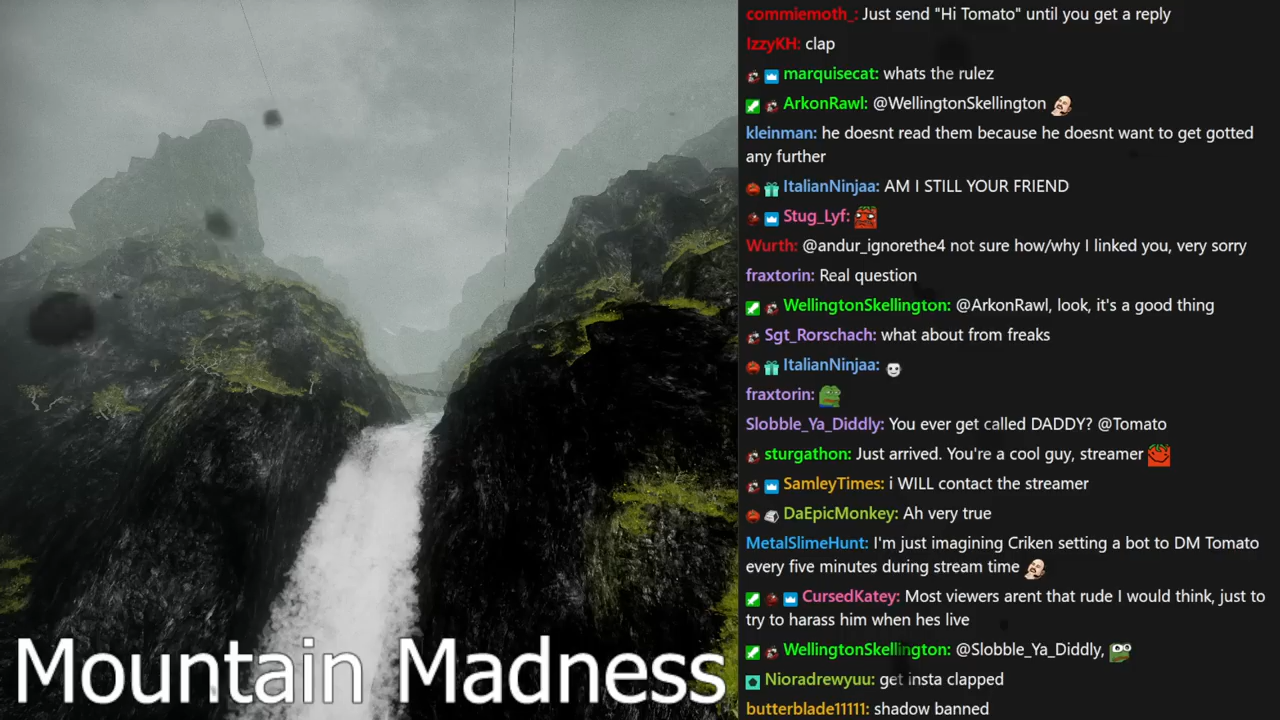 commiemoth_: Just send "Hi Tomato" until you get a reply
IzzyKH: clap
marquisecat: whats the rulez
ArkonRawl: @WellingtonSkellington
kleinman: he doesnt read them because he doesnt want to get gotted
any further
ItalianNinjaa: AM I STILL YOUR FRIEND
Stug_Lyf:
Wurth: @andur_ignorethe4 not sure how/why I linked you, very sorry
fraxtorin: Real question
WellingtonSkellington: @ArkonRawl, look, it's a good thing
Sgt_Rorschach: what about from freaks
ItalianNinjaa:
fraxtorin:
Slobble_Ya_Diddly: You ever get called DADDY? @Tomato
sturgathon: Just arrived. You're a cool guy, streamer
SamleyTimes: i WILL contact the streamer
DaEpicMonkey: Ah very true
MetalSlimeHunt: I'm just imagining Criken setting a bot to DM Tomato
every five minutes during stream time
CursedKatey: Most viewers arent that rude I would think, just to
try to harass him when hes live
WellingtonSkellington: @Slobble_Ya_Diddly,
Nioradrewyuu: get insta clapped
butterblade11111: shadow banned
Mountain Madness